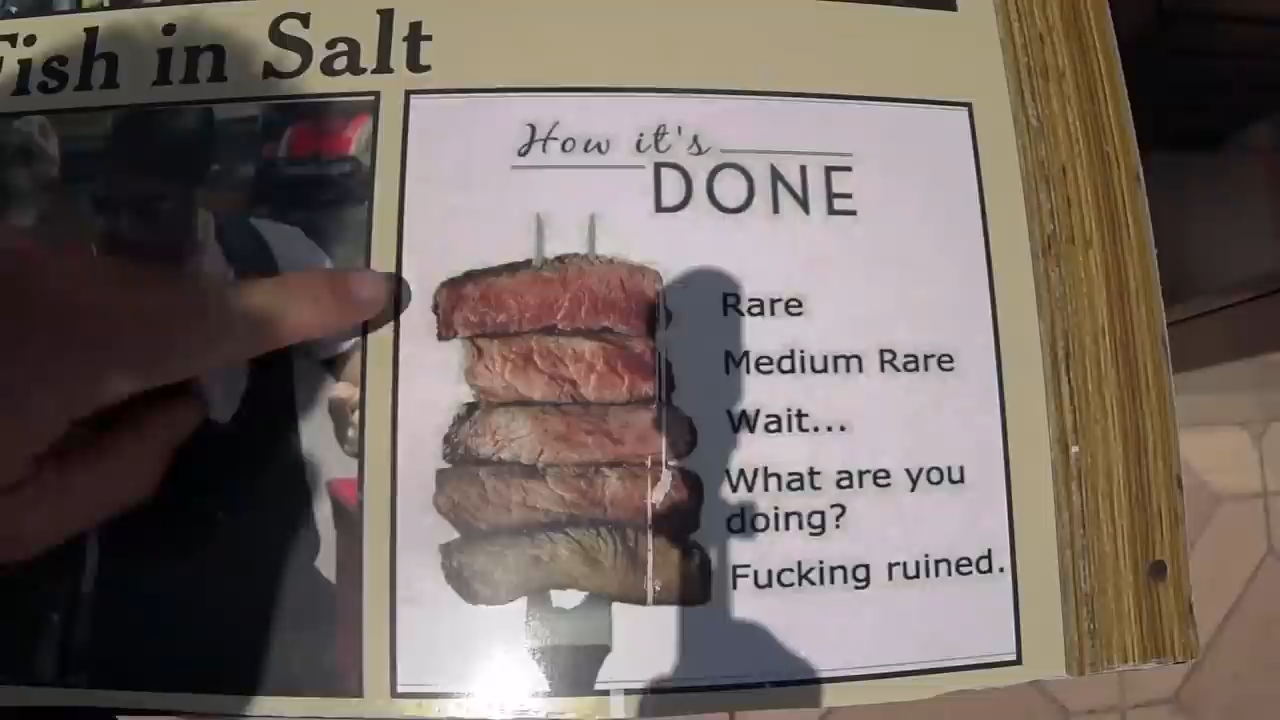 Fish in Salt
How it's
DONE
Rare
Medium Rare
Wait...
What are you
doing?
Fucking ruined.